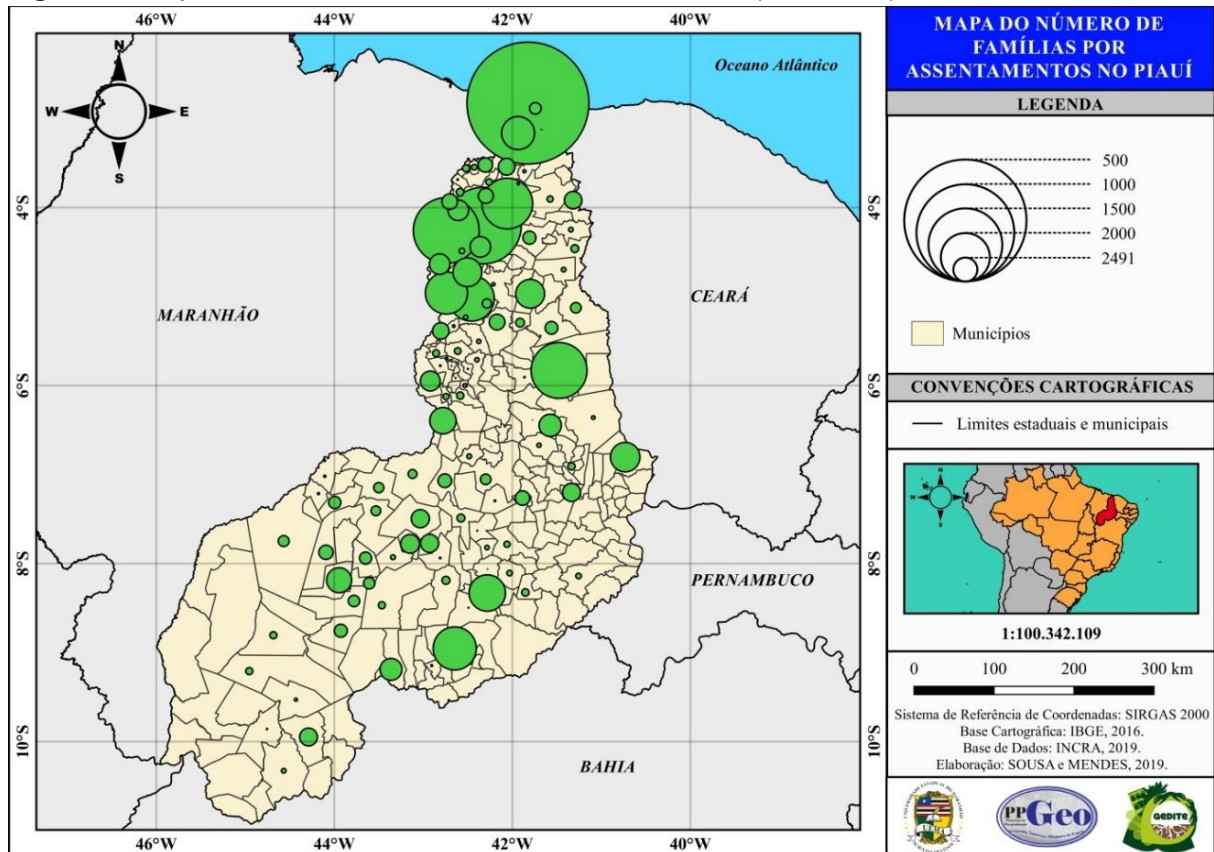 46°W 44°W 42°W 40°W
N
W E
S
Oceano Atlântico
4°S 4°S
MARANHÃO
CEARÁ
6°S 6°S
8°S 8°S
PERNAMBUCO
10°S 10°S
BAHIA
46°W 44°W 42°W 40°W
MAPA DO NÚMERO DE
FAMÍLIAS POR
ASSENTAMENTOS NO PIAUÍ
LEGENDA
500
1000
1500
2000
2491
Municípios
CONVENÇÕES CARTOGRÁFICAS
Limites estaduais e municipais
1:100.342.109
0 100 200 300 km
Sistema de Referência de Coordenadas: SIRGAS 2000
Base Cartográfica: IBGE, 2016.
Base de Dados: INCRA, 2019.
Elaboração: SOUSA e MENDES, 2019.
UEMA
PPGeo
GEDITE